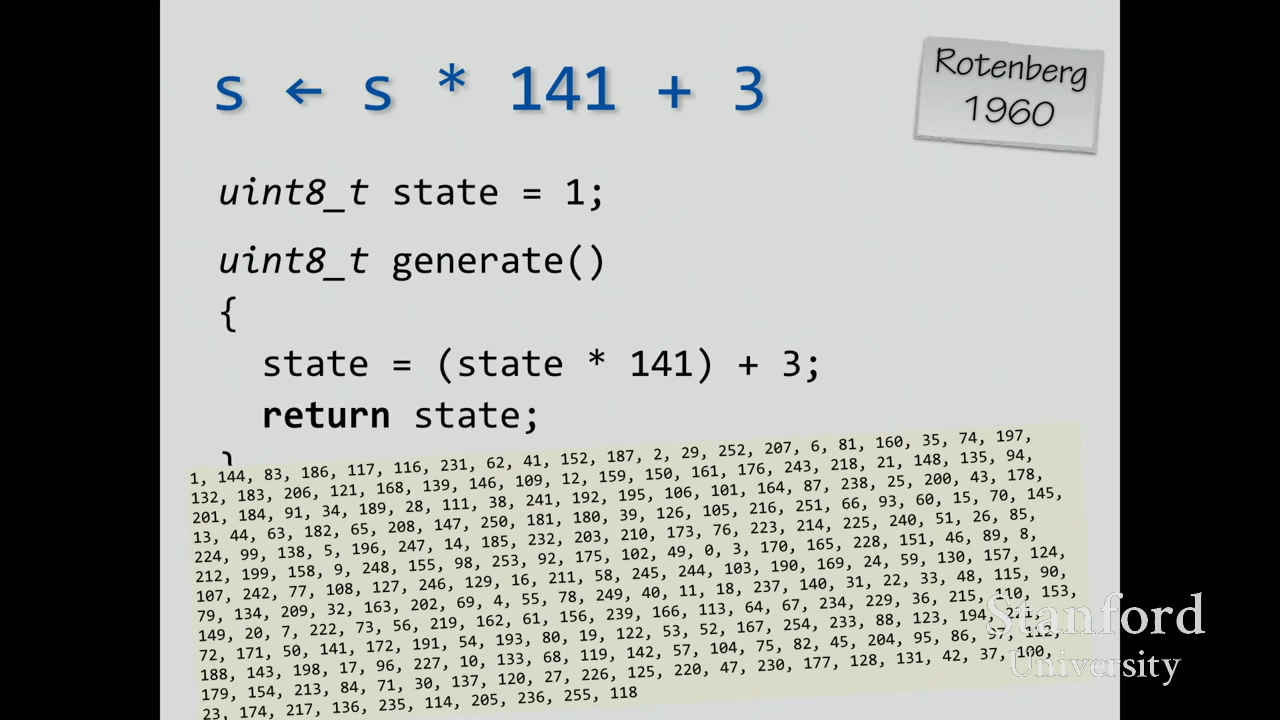 s ← s * 141 + 3
Rotenberg
1960
uint8_t state = 1;
uint8_t generate()
{
state = (state * 141) + 3;
return state;
}
1, 144, 83, 186, 117, 116, 231, 62, 41, 152, 187, 2, 29, 252, 207, 6, 81, 160, 35, 74, 197,
132, 183, 206, 121, 168, 139, 146, 109, 12, 159, 150, 161, 176, 243, 218, 21, 148, 135, 94,
201, 184, 91, 34, 189, 28, 111, 38, 241, 192, 195, 106, 101, 164, 87, 238, 25, 200, 43, 178,
13, 44, 63, 182, 65, 208, 147, 250, 181, 180, 39, 126, 105, 216, 251, 66, 93, 60, 15, 70, 145,
224, 99, 138, 5, 196, 247, 14, 185, 232, 203, 210, 173, 76, 223, 214, 225, 240, 51, 26, 85,
212, 199, 158, 9, 248, 155, 98, 253, 92, 175, 102, 49, 0, 3, 170, 165, 228, 151, 46, 89, 8,
107, 242, 77, 108, 127, 246, 129, 16, 211, 58, 245, 244, 103, 190, 169, 24, 59, 130, 157, 124,
79, 134, 209, 32, 163, 202, 69, 4, 55, 78, 249, 40, 11, 18, 237, 140, 31, 22, 33, 48, 115, 90,
149, 20, 7, 222, 73, 56, 219, 162, 61, 156, 239, 166, 113, 64, 67, 234, 229, 36, 215, 110, 153,
72, 171, 50, 141, 172, 191, 54, 193, 80, 19, 122, 53, 52, 167, 254, 233, 88, 123, 194,
188, 143, 198, 17, 96, 227, 10, 133, 68, 119, 142, 57, 104, 75, 82, 45, 204, 95, 86, 97, 112,
179, 154, 213, 84, 71, 30, 137, 120, 27, 226, 125, 220, 47, 230, 177, 128, 131, 42, 37, 100,
23, 174, 217, 136, 235, 114, 205, 236, 255, 118
Stanford
University